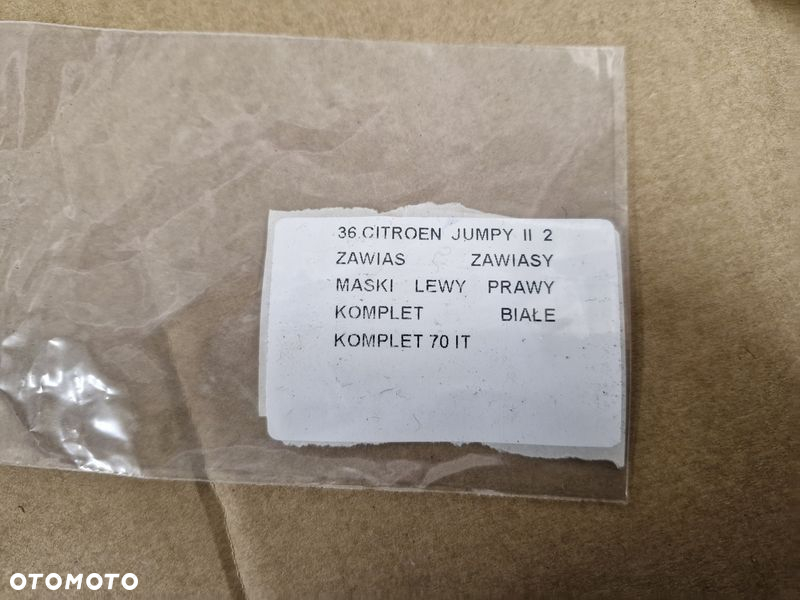 36.CITROEN JUMPY II 2
ZAWIAS ZAWIASY
MASKI LEWY PRAWY
KOMPLET BIAŁE
KOMPLET 70 IT
OTOMOTO